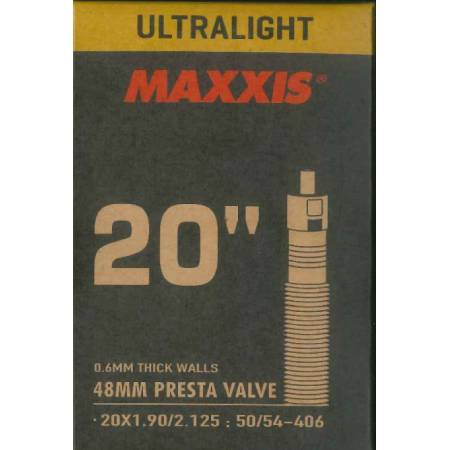 ULTRALIGHT
MAXXIS®
20"
0.6MM THICK WALLS
48MM PRESTA VALVE
· 20X1.90/2.125 : 50/54-406